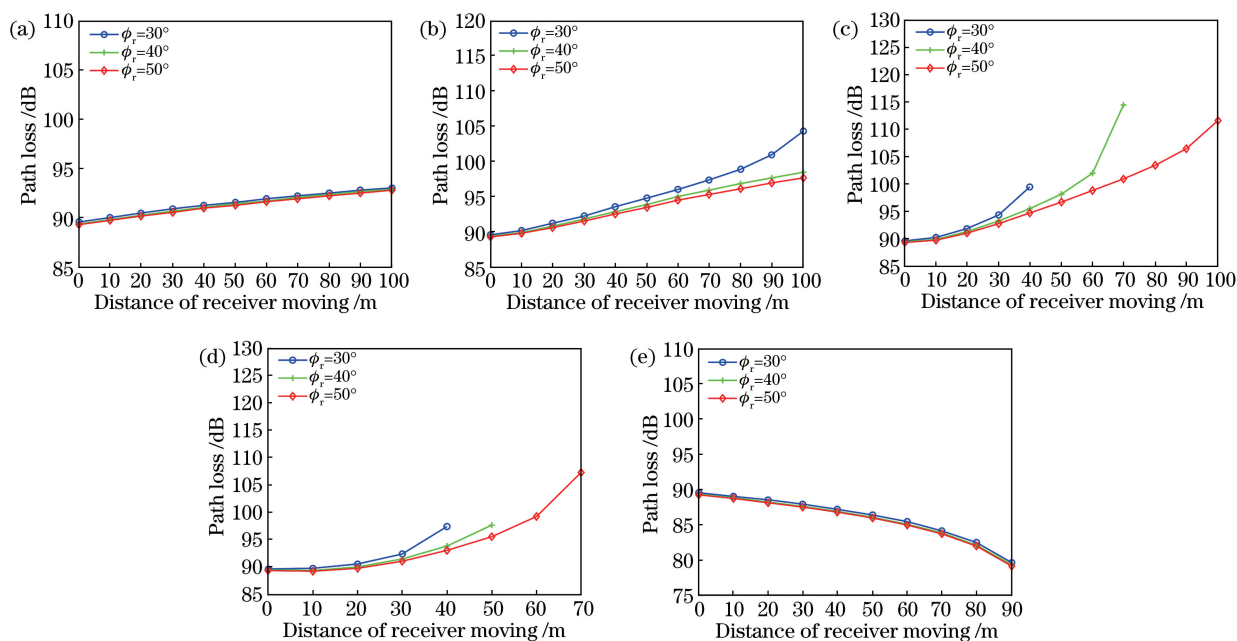 (a)
110
105
100
95
90
85
Path loss /dB
ϕr=30°
ϕr=40°
ϕr=50°
0 10 20 30 40 50 60 70 80 90 100
Distance of receiver moving /m
(b)
120
115
110
105
100
95
90
85
Path loss /dB
ϕr=30°
ϕr=40°
ϕr=50°
0 10 20 30 40 50 60 70 80 90 100
Distance of receiver moving /m
(c)
130
125
120
115
110
105
100
95
90
85
Path loss /dB
ϕr=30°
ϕr=40°
ϕr=50°
0 10 20 30 40 50 60 70 80 90 100
Distance of receiver moving /m
(d)
130
125
120
115
110
105
100
95
90
85
Path loss /dB
ϕr=30°
ϕr=40°
ϕr=50°
0 10 20 30 40 50 60 70
Distance of receiver moving /m
(e)
110
105
100
95
90
85
80
75
Path loss /dB
ϕr=30°
ϕr=40°
ϕr=50°
0 10 20 30 40 50 60 70 80 90
Distance of receiver moving /m